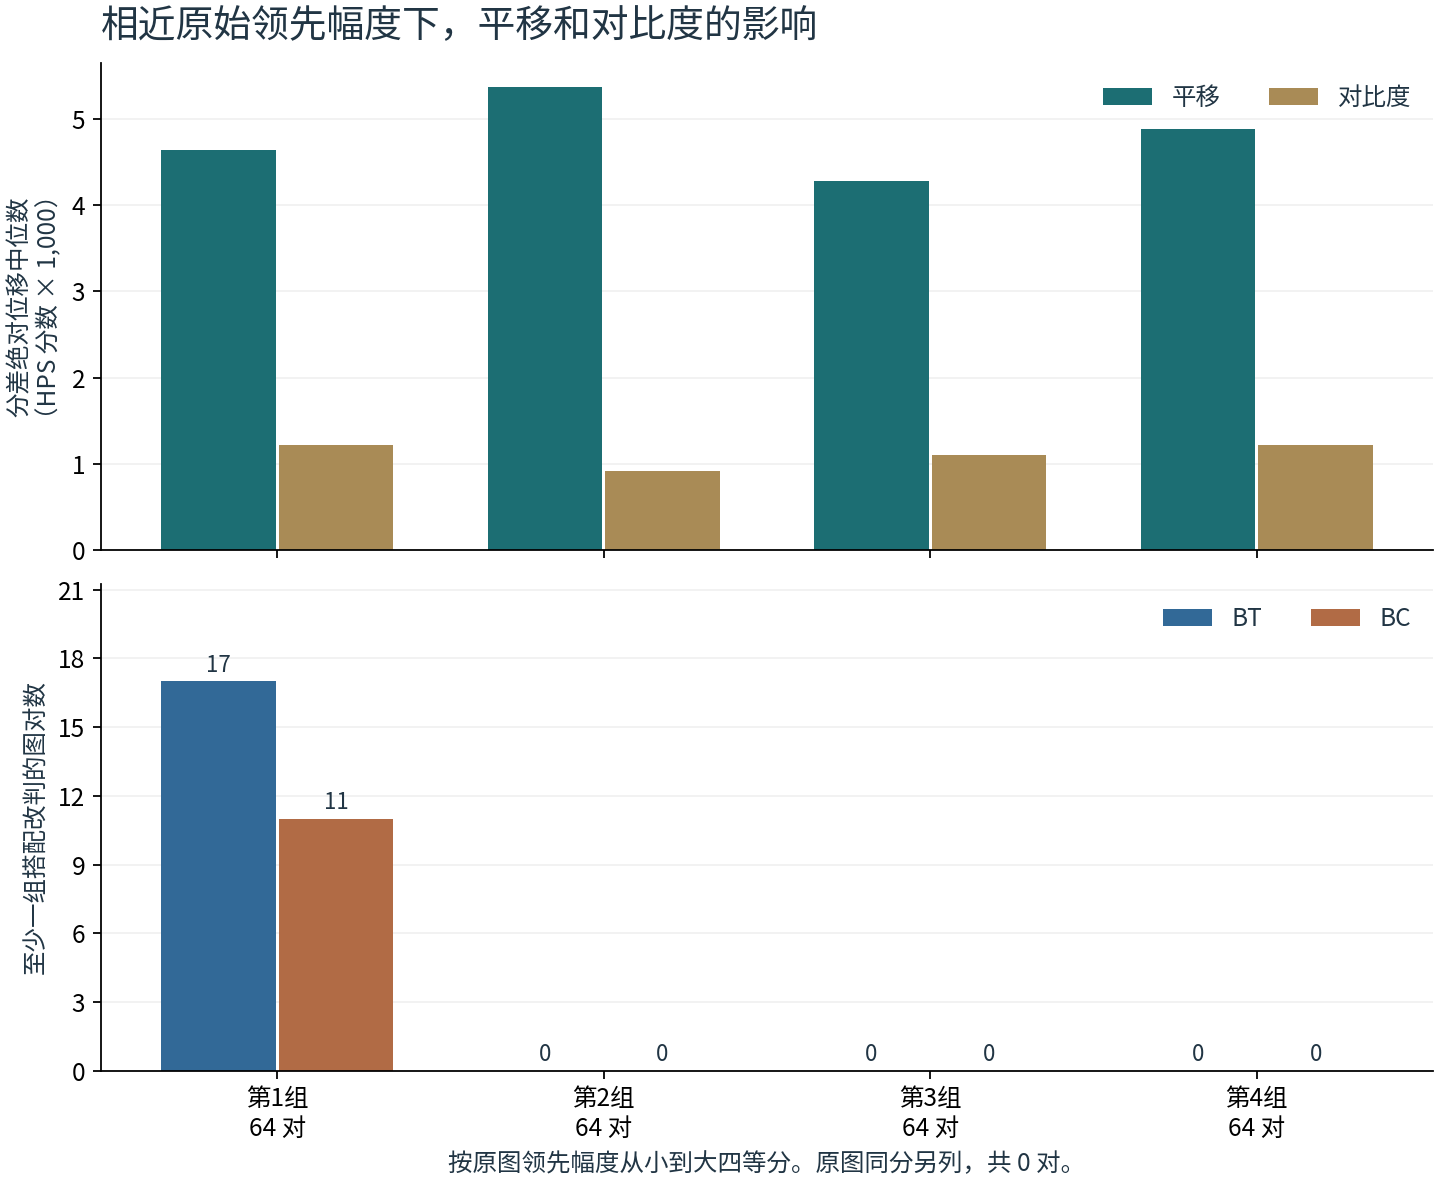 相近原始领先幅度下，平移和对比度的影响
平移
对比度
分差绝对位移中位数
（HPS 分数 × 1,000）
5
4
3
2
1
0
BT
BC
至少一组搭配改判的图对数
21
18
15
12
9
6
3
0
17
11
0
0
0
0
0
0
第1组
64 对
第2组
64 对
第3组
64 对
第4组
64 对
按原图领先幅度从小到大四等分。原图同分另列，共 0 对。